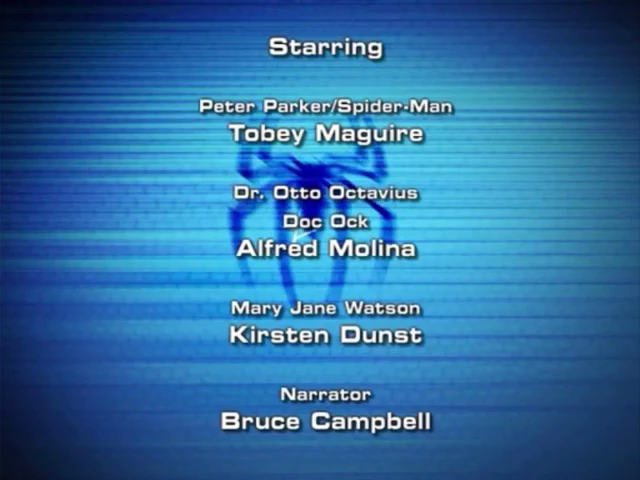 Starring
Peter Parker/Spider-Man
Tobey Maguire
Dr. Otto Octavius
Doc Ock
Alfred Molina
Mary Jane Watson
Kirsten Dunst
Narrator
Bruce Campbell